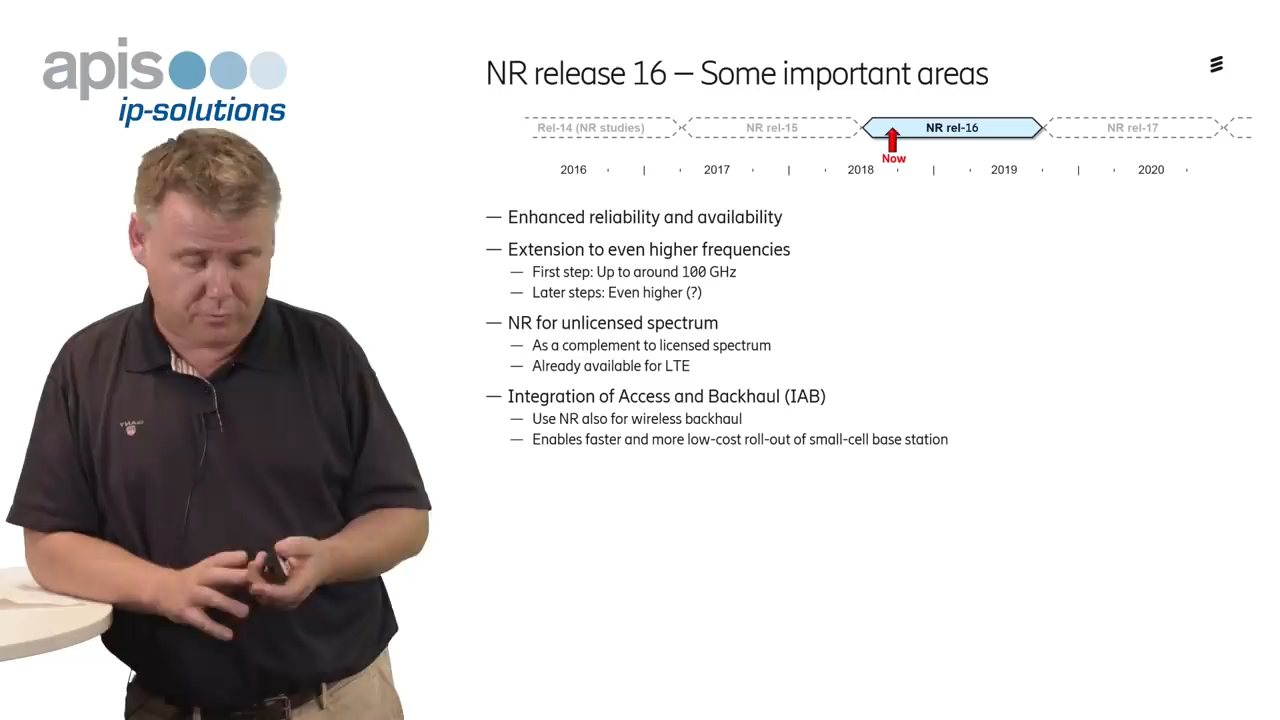 apis
ip-solutions
NR release 16 – Some important areas
Rel-14 (NR studies)
NR rel-15
NR rel-16
NR rel-17
Now
2016
2017
2018
2019
2020
— Enhanced reliability and availability
— Extension to even higher frequencies
— First step: Up to around 100 GHz
— Later steps: Even higher (?)
— NR for unlicensed spectrum
— As a complement to licensed spectrum
— Already available for LTE
— Integration of Access and Backhaul (IAB)
— Use NR also for wireless backhaul
— Enables faster and more low-cost roll-out of small-cell base station
GANT